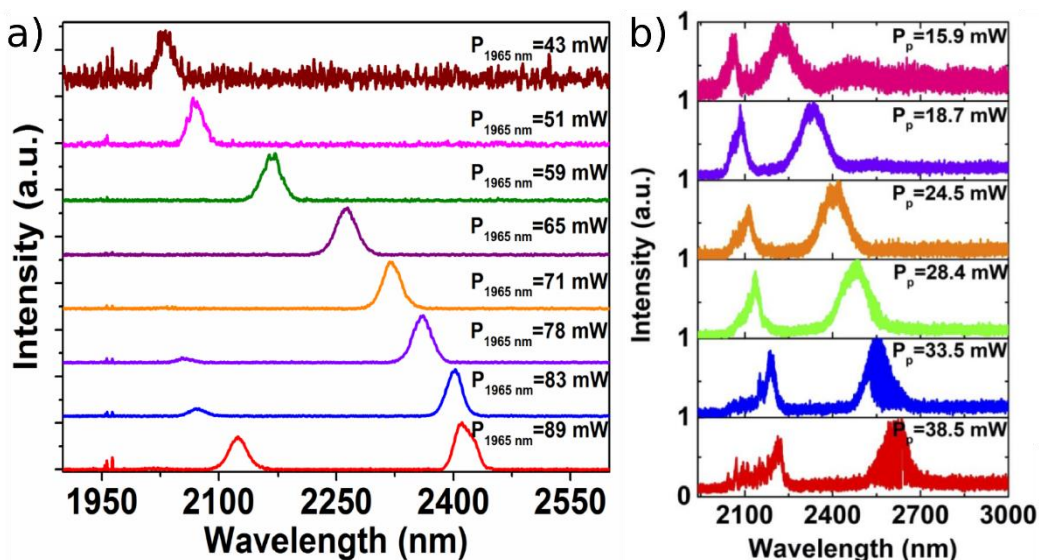 a)
P1965 nm=43 mW
P1965 nm=51 mW
P1965 nm=59 mW
P1965 nm=65 mW
P1965 nm=71 mW
P1965 nm=78 mW
P1965 nm=83 mW
P1965 nm=89 mW
Intensity (a.u.)
1950 2100 2250 2400 2550
Wavelength (nm)
b)
1
Pp=15.9 mW
1
Pp=18.7 mW
1
Pp=24.5 mW
1
Pp=28.4 mW
1
Pp=33.5 mW
1
Pp=38.5 mW
0
Intensity (a.u.)
2100 2400 2700 3000
Wavelength (nm)